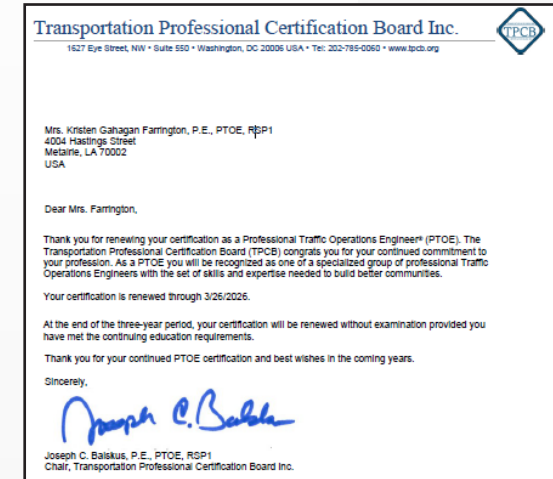 Transportation Professional Certification Board Inc.
TPCB
1627 Eye Street, NW • Suite 550 • Washington, DC 20006 USA • Tel: 202-785-0060 • www.tpcb.org
Mrs. Kristen Gahagan Farrington, P.E., PTOE, RSP1
4004 Hastings Street
Metairie, LA 70002
USA
Dear Mrs. Farrington,
Thank you for renewing your certification as a Professional Traffic Operations Engineer® (PTOE). The
Transportation Professional Certification Board (TPCB) congrats you for your continued commitment to
your profession. As a PTOE you will be recognized as one of a specialized group of professional Traffic
Operations Engineers with the set of skills and expertise needed to build better communities.
Your certification is renewed through 3/26/2026.
At the end of the three-year period, your certification will be renewed without examination provided you
have met the continuing education requirements.
Thank you for your continued PTOE certification and best wishes in the coming years.
Sincerely,
Joseph C. Balskus
Joseph C. Balskus, P.E., PTOE, RSP1
Chair, Transportation Professional Certification Board Inc.